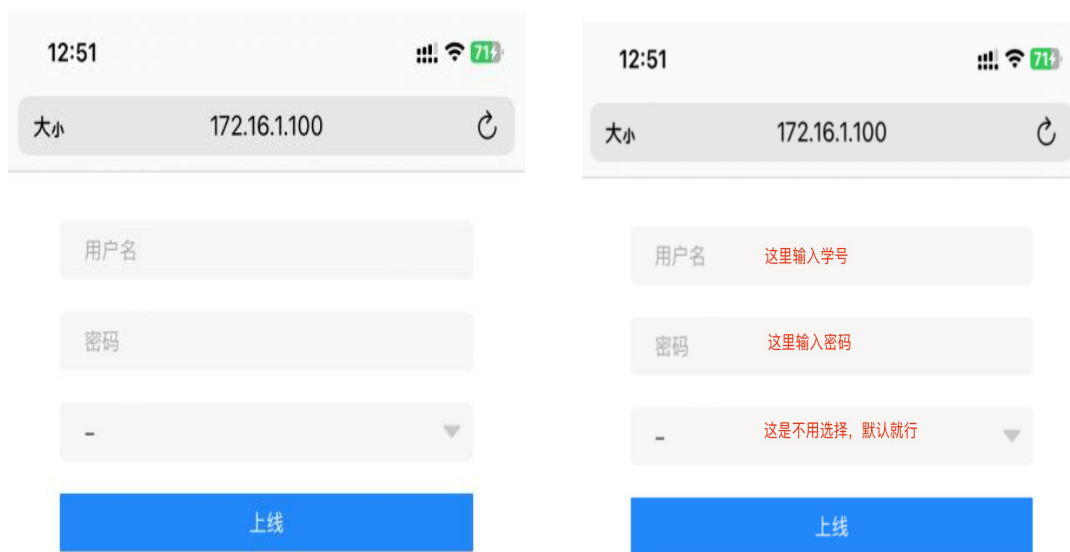 12:51
71
大小
172.16.1.100
用户名
密码
-
上线
12:51
71
大小
172.16.1.100
用户名 这里输入学号
密码 这里输入密码
- 这是不用选择，默认就行
上线